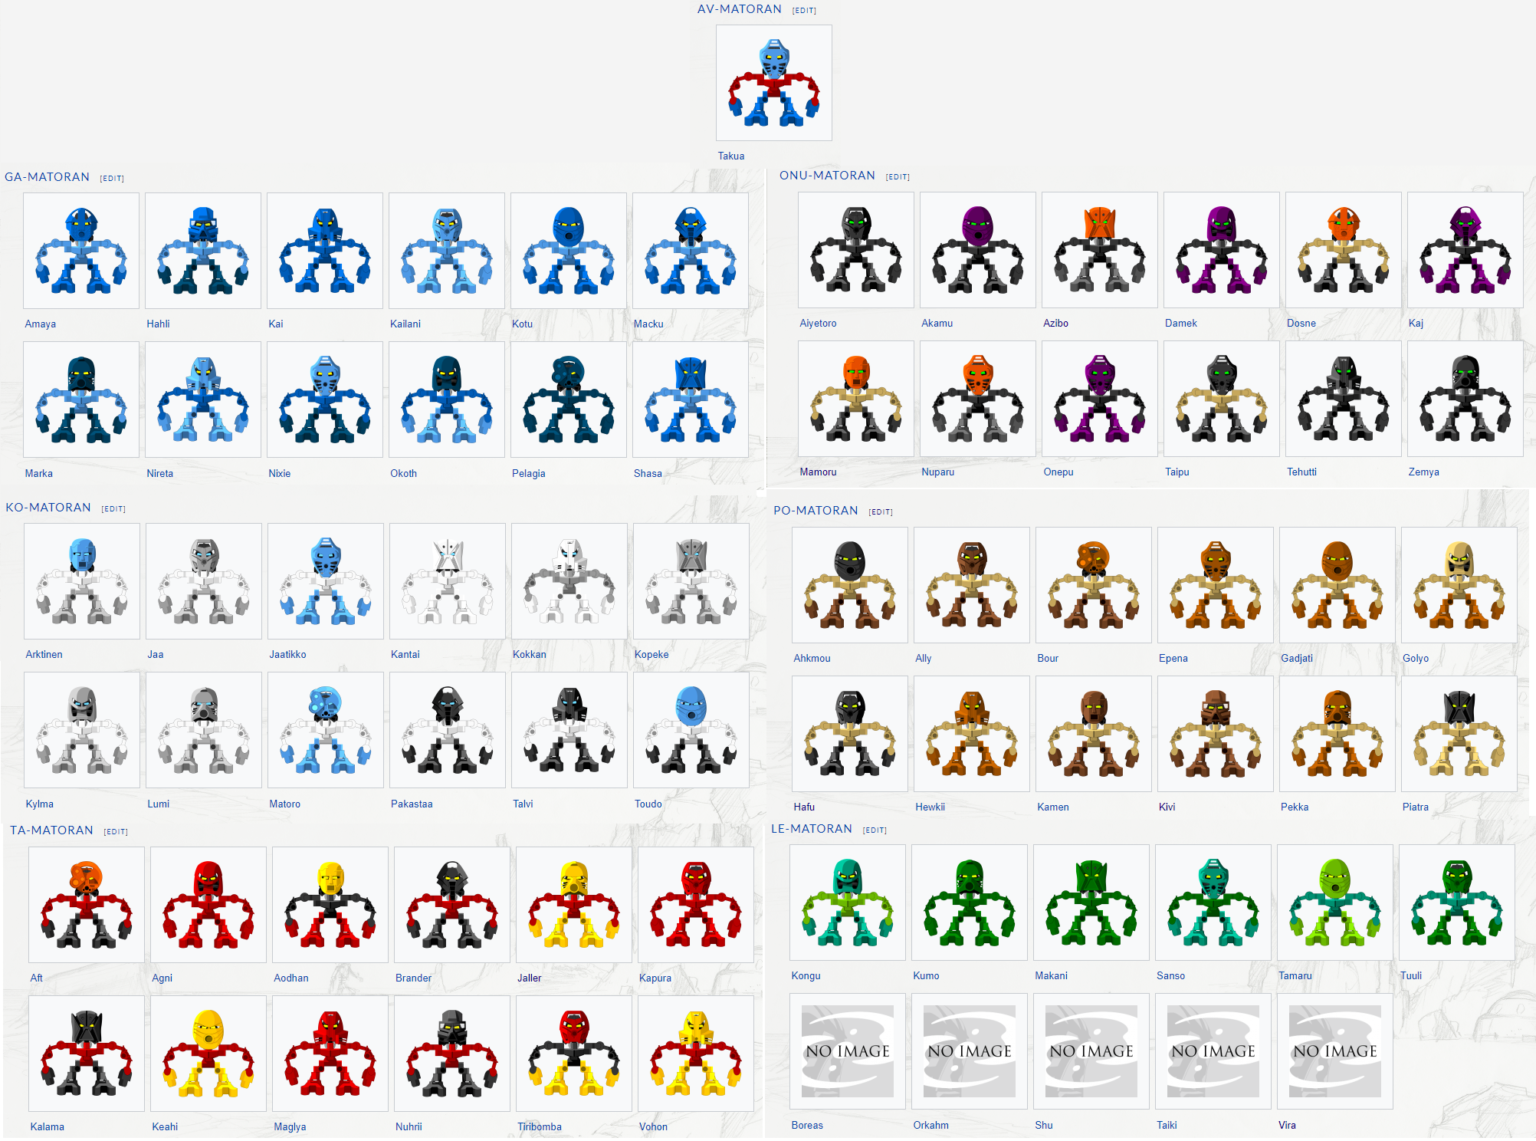 AV-MATORAN [EDIT]
Takua
GA-MATORAN [EDIT]
Amaya Hahli Kai Kailani Kotu Macku
Marka Nireta Nixie Okoth Pelagia Shasa
ONU-MATORAN [EDIT]
Aiyetoro Akamu Azibo Damek Dosne Kaj
Mamoru Nuparu Onepu Taipu Tehutti Zemya
KO-MATORAN [EDIT]
Arktinen Jaa Jaatikko Kantai Kokkan Kopeke
Kylma Lumi Matoro Pakastaa Talvi Toudo
PO-MATORAN [EDIT]
Ahkmou Ally Bour Epena Gadjati Golyo
Hafu Hewkii Kamen Kivi Pekka Piatra
TA-MATORAN [EDIT]
Aft Agni Aodhan Brander Jaller Kapura
Kalama Keahi Maglya Nuhrii Tiribomba Vohon
LE-MATORAN [EDIT]
Kongu Kumo Makani Sanso Tamaru Tuuli
NO IMAGE NO IMAGE NO IMAGE NO IMAGE NO IMAGE
Boreas Orkahm Shu Taiki Vira